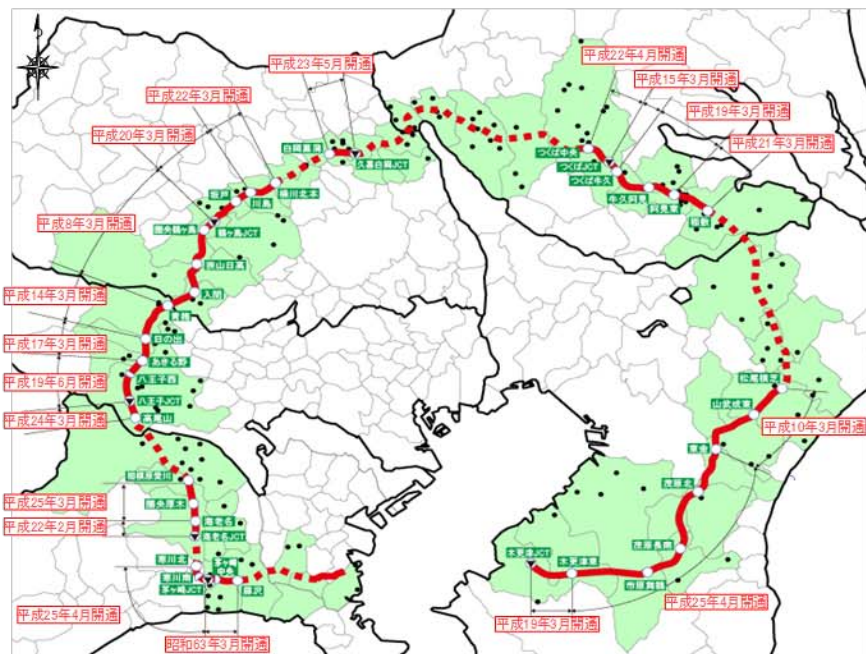 平成23年5月開通
平成22年3月開通
平成20年3月開通
平成8年3月開通
平成14年3月開通
平成17年3月開通
平成19年6月開通
平成24年3月開通
平成25年3月開通
平成22年2月開通
平成25年4月開通
昭和63年3月開通
平成22年4月開通
平成15年3月開通
平成19年3月開通
平成21年3月開通
平成10年3月開通
平成25年4月開通
平成19年3月開通
白岡菖蒲
久喜白岡JCT
桶川北本
川島
坂戸
圏央鶴ヶ島
鶴ヶ島JCT
狭山日高
入間
青梅
日の出
あきる野
八王子西
八王子JCT
高尾山
相模原愛川
圏央厚木
海老名
海老名JCT
寒川北
寒川南
茅ヶ崎JCT
茅ヶ崎
中央
藤沢
つくば中央
つくばJCT
つくば牛久
牛久阿見
阿見東
稲敷
松尾横芝
山武成東
東金
茂原北
茂原長南
市原鶴舞
木更津東
木更津JCT